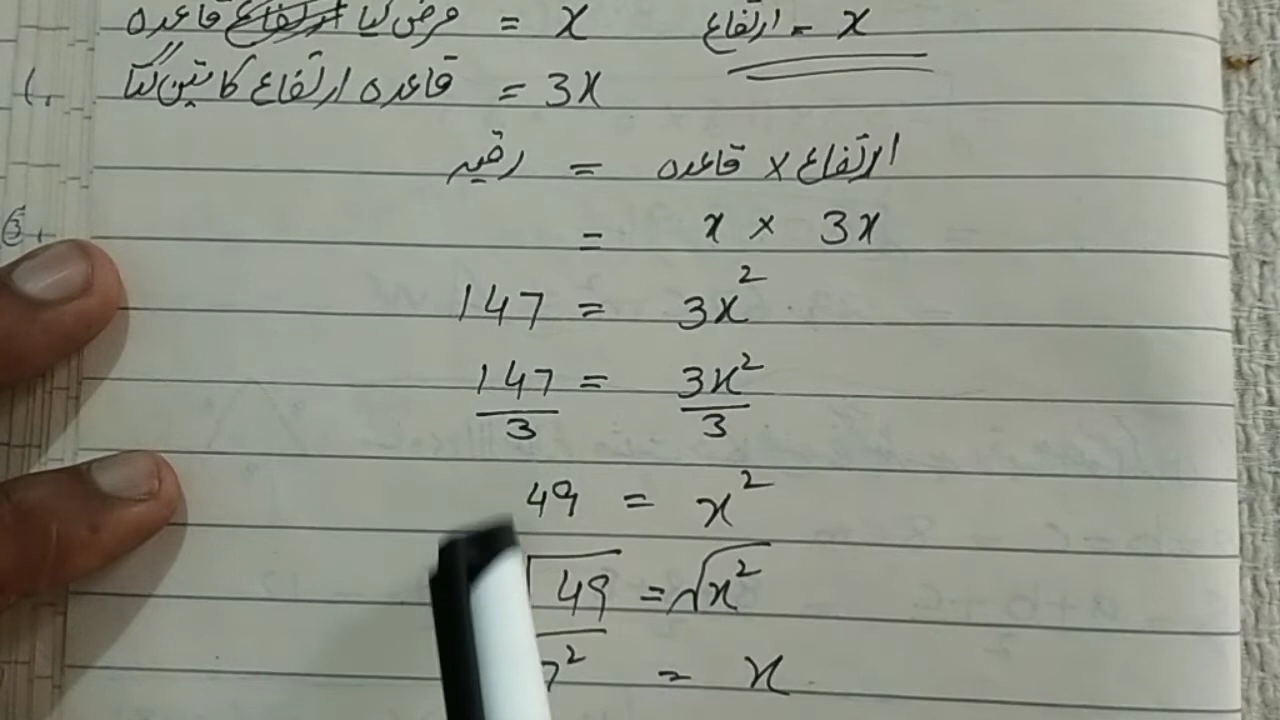 فرض کیا قاعدہ = x ارتفاع = x
قاعدہ ارتفاع کا تین گنا = 3x
رقبہ = قاعدہ × ارتفاع
= x × 3x
147 = 3x²
147/3 = 3x²/3
49 = x²
√49 = √x²
7² = x